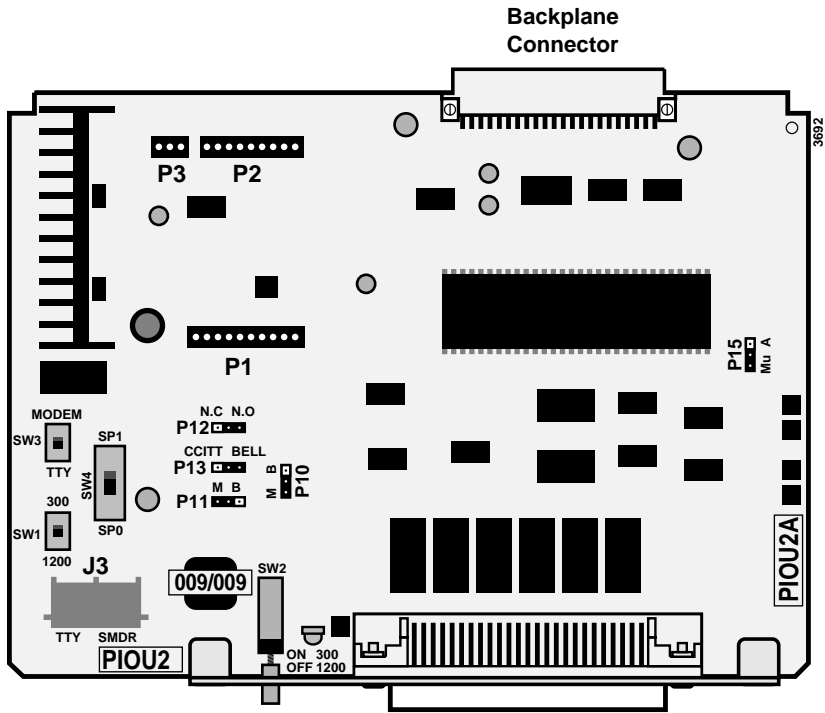 Backplane
Connector
3692
P3
P2
P1
P15
Mu A
MODEM
SW3
TTY
SP1
SW4
SP0
300
SW1
1200
N.C N.O
P12
CCITT BELL
P13
M B
P11
M B
P10
J3
TTY SMDR
009/009
SW2
ON 300
OFF 1200
PIOU2
PIOU2A